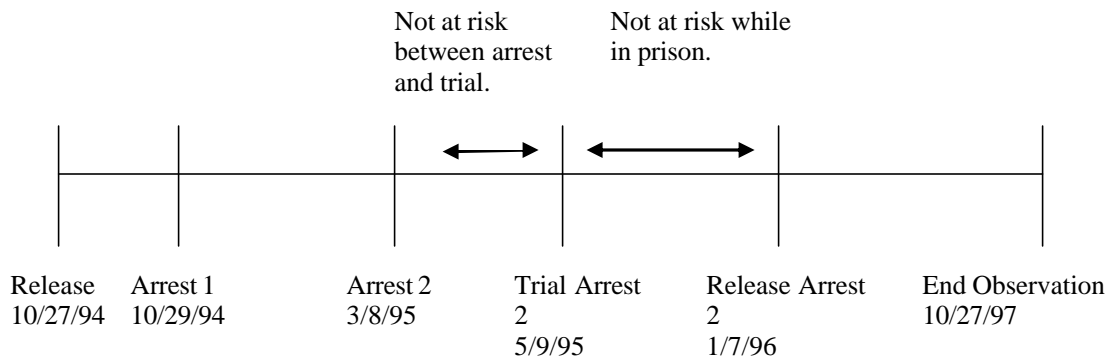 Not at risk
between arrest
and trial.
Not at risk while
in prison.
Release
10/27/94
Arrest 1
10/29/94
Arrest 2
3/8/95
Trial Arrest
2
5/9/95
Release Arrest
2
1/7/96
End Observation
10/27/97